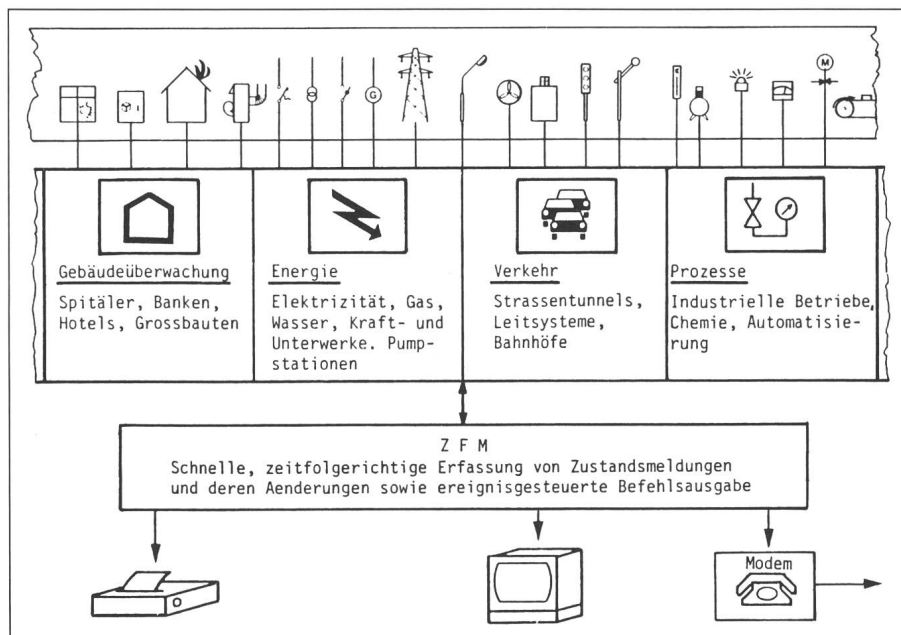 M
G
Gebäudeüberwachung
Spitäler, Banken,
Hotels, Grossbauten
Energie
Elektrizität, Gas,
Wasser, Kraft- und
Unterwerke. Pump-
stationen
Verkehr
Strassentunnels,
Leitsysteme,
Bahnhöfe
Prozesse
Industrielle Betriebe,
Chemie, Automatisie-
rung
Z F M
Schnelle, zeitfolgerichtige Erfassung von Zustandsmeldungen
und deren Aenderungen sowie ereignisgesteuerte Befehlsausgabe
Modem